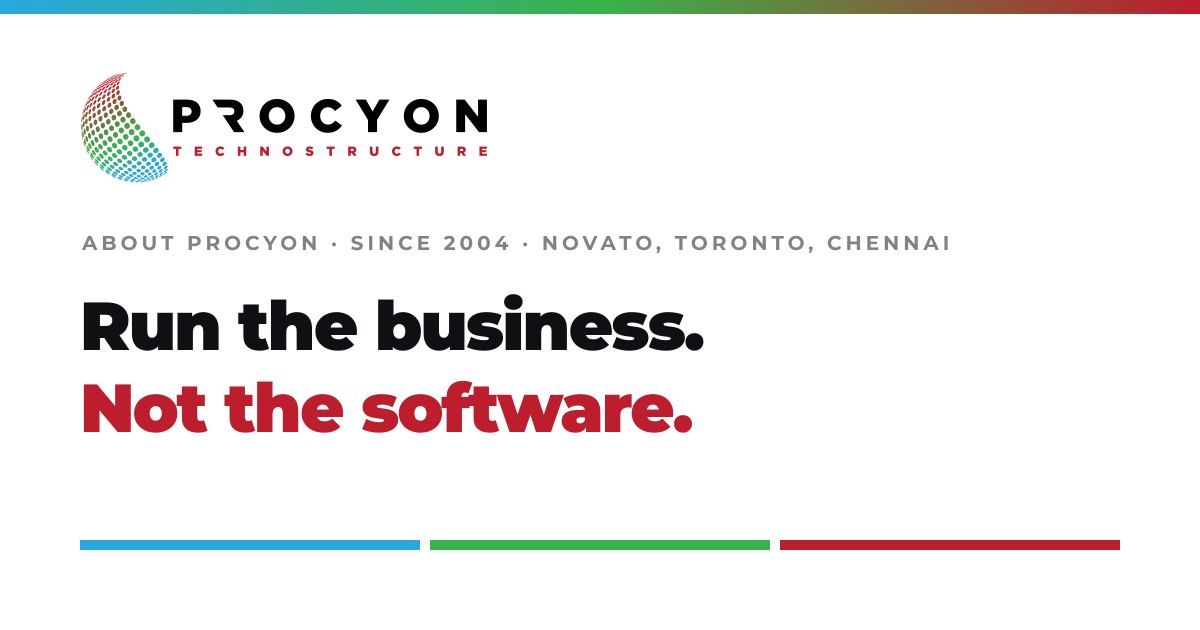 PROCYON
TECHNOSTRUCTURE
ABOUT PROCYON · SINCE 2004 · NOVATO, TORONTO, CHENNAI
Run the business.
Not the software.